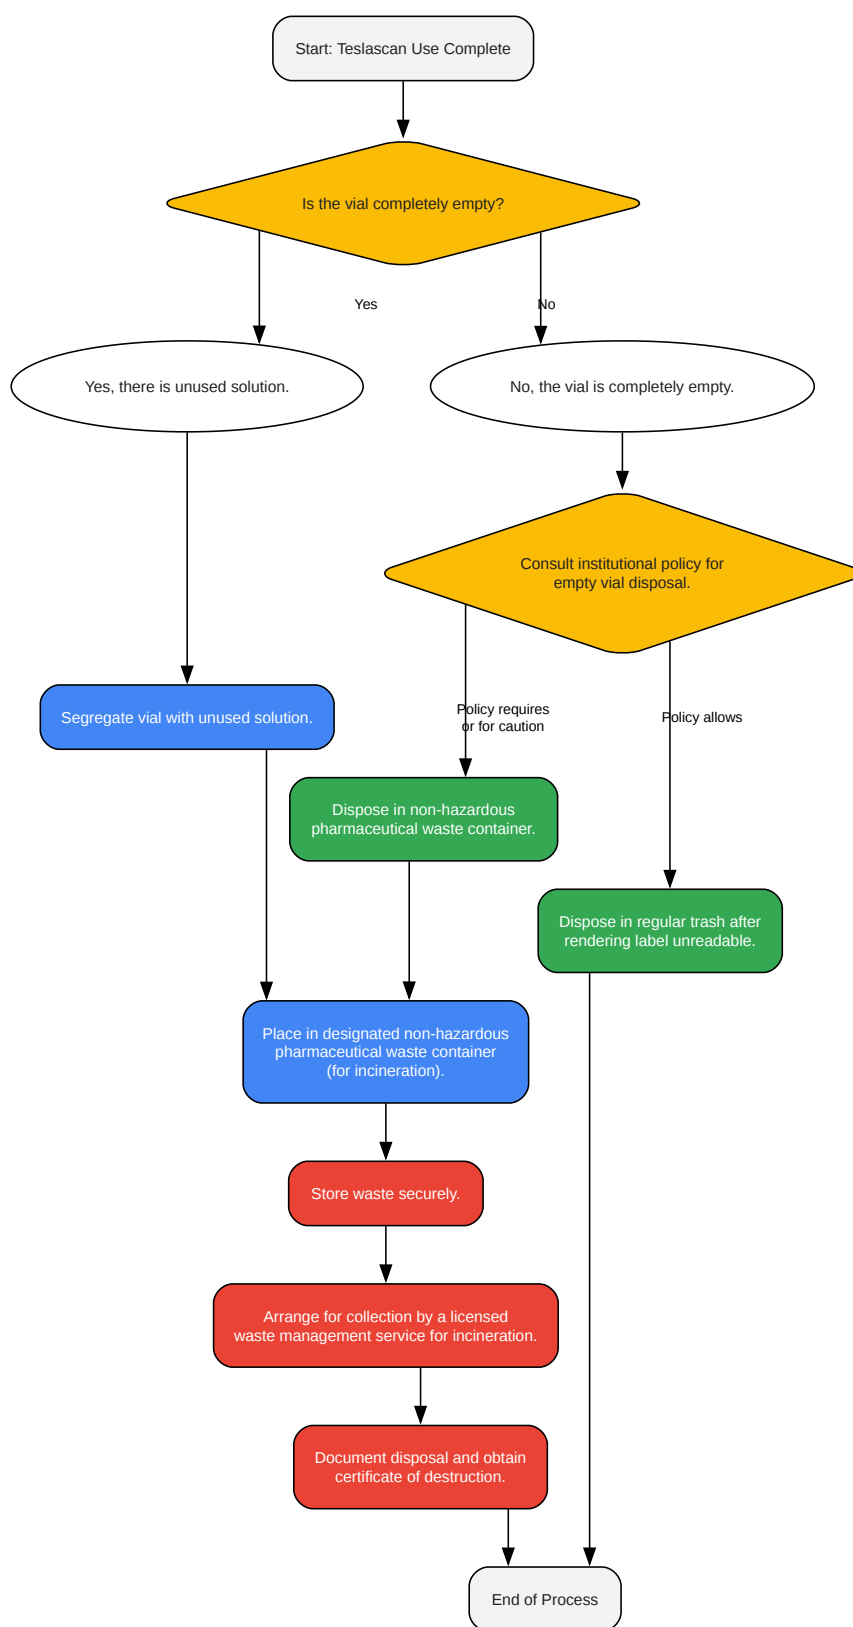 Start: Teslascan Use Complete
Is the vial completely empty?
Yes
No
Yes, there is unused solution.
No, the vial is completely empty.
Consult institutional policy for
empty vial disposal.
Policy requires
or for caution
Policy allows
Segregate vial with unused solution.
Dispose in non-hazardous
pharmaceutical waste container.
Dispose in regular trash after
rendering label unreadable.
Place in designated non-hazardous
pharmaceutical waste container
(for incineration).
Store waste securely.
Arrange for collection by a licensed
waste management service for incineration.
Document disposal and obtain
certificate of destruction.
End of Process